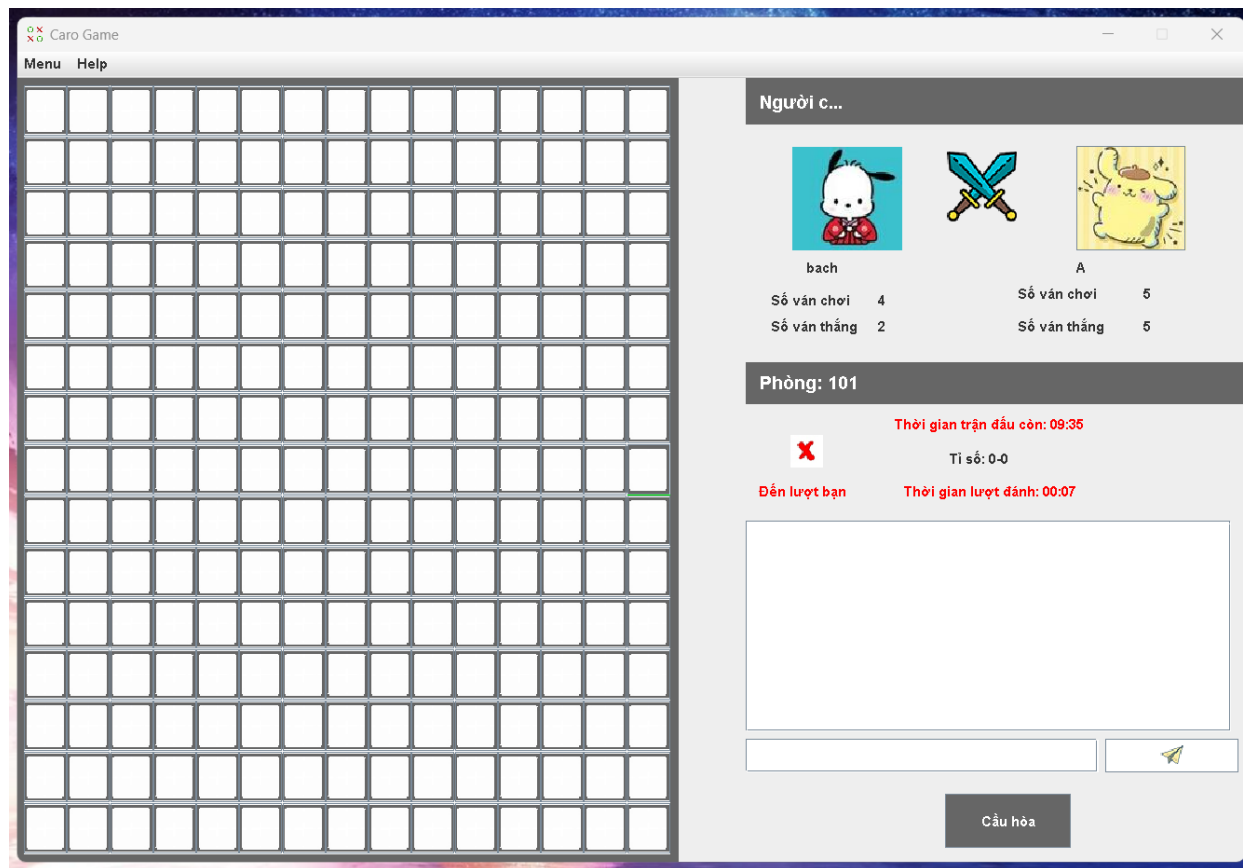 Caro Game
Menu Help
Người c...
bach A
Số ván chơi 4 Số ván chơi 5
Số ván thắng 2 Số ván thắng 5
Phòng: 101
Thời gian trận đấu còn: 09:35
Tỉ số: 0-0
Đến lượt bạn Thời gian lượt đánh: 00:07
Cầu hòa